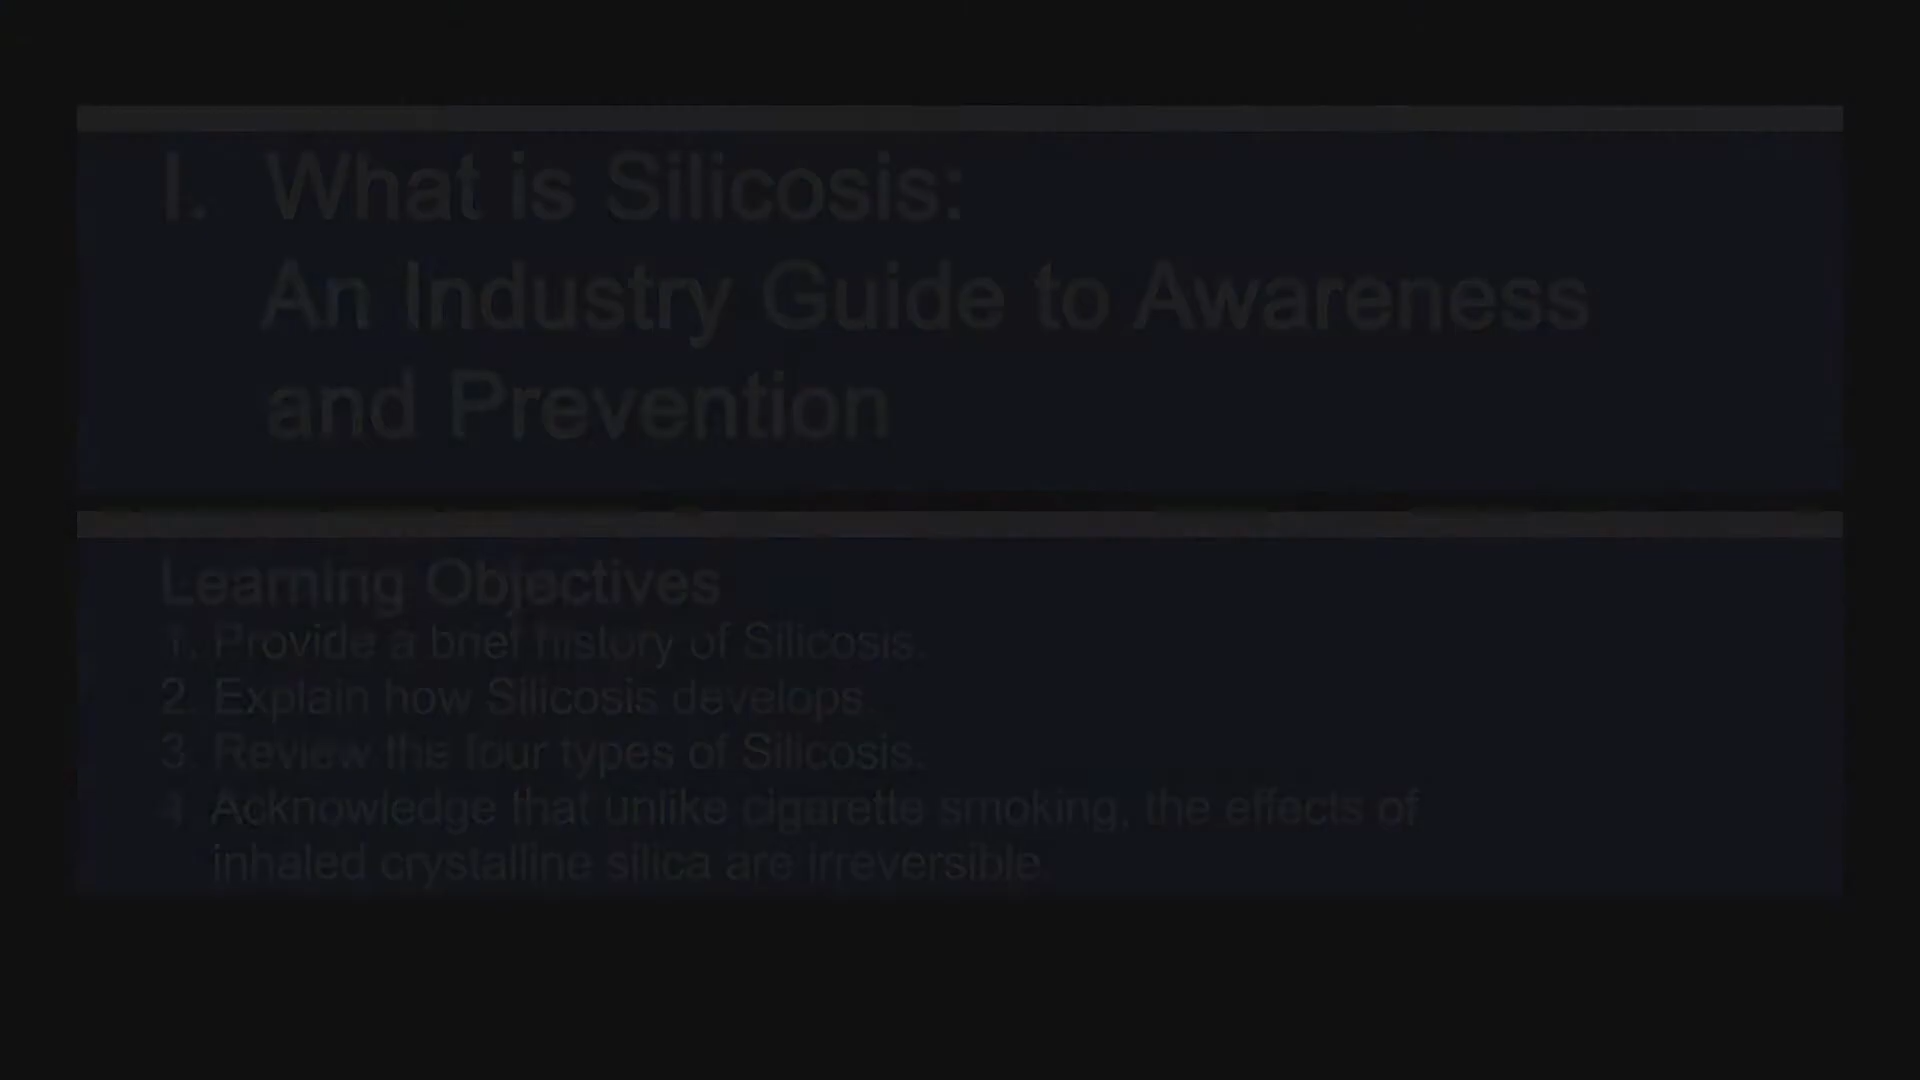 I. What is Silicosis:
An Industry Guide to Awareness
and Prevention
Learning Objectives
1. Provide a brief history of Silicosis.
2. Explain how Silicosis develops.
3. Review the four types of Silicosis.
4. Acknowledge that unlike cigarette smoking, the effects of
inhaled crystalline silica are irreversible.